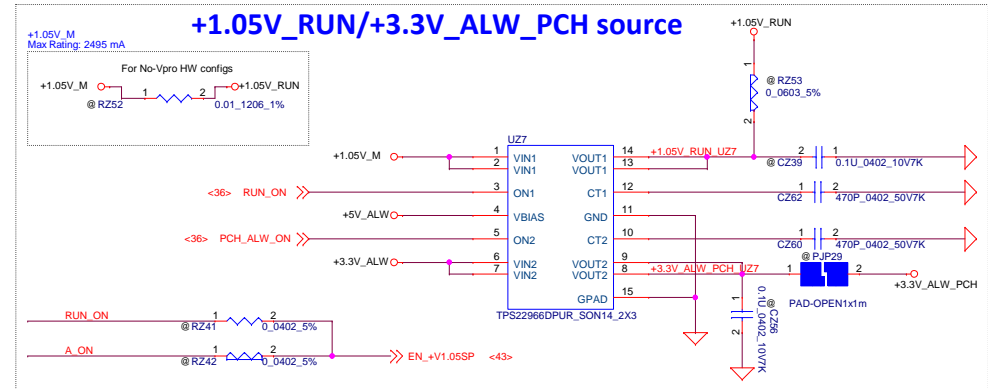 +1.05V_RUN/+3.3V_ALW_PCH source
+1.05V_M
Max Rating: 2495 mA
For No-Vpro HW configs
+1.05V_M
1
2
+1.05V_RUN
@ RZ52
0.01_1206_1%
+1.05V_RUN
1
@ RZ53
0_0603_5%
2
UZ7
+1.05V_M
1
2
VIN1
VIN1
VOUT1
VOUT1
14
13
+1.05V_RUN_UZ7
2
1
@ CZ39
0.1U_0402_10V7K
<36> RUN_ON
3
ON1
CT1
12
1
2
CZ62
470P_0402_50V7K
+5V_ALW
4
VBIAS
GND
11
<36> PCH_ALW_ON
5
ON2
CT2
10
1
2
CZ60
470P_0402_50V7K
+3.3V_ALW
6
7
VIN2
VIN2
VOUT2
VOUT2
9
8
+3.3V_ALW_PCH_UZ7
@ PJP29
1
2
+3.3V_ALW_PCH
PAD-OPEN1x1m
GPAD
15
TPS22966DPUR_SON14_2X3
1
2
@ CZ56
0.1U_0402_10V7K
RUN_ON
1
2
@ RZ41
0_0402_5%
A_ON
1
2
@ RZ42
0_0402_5%
EN_+V1.05SP <43>